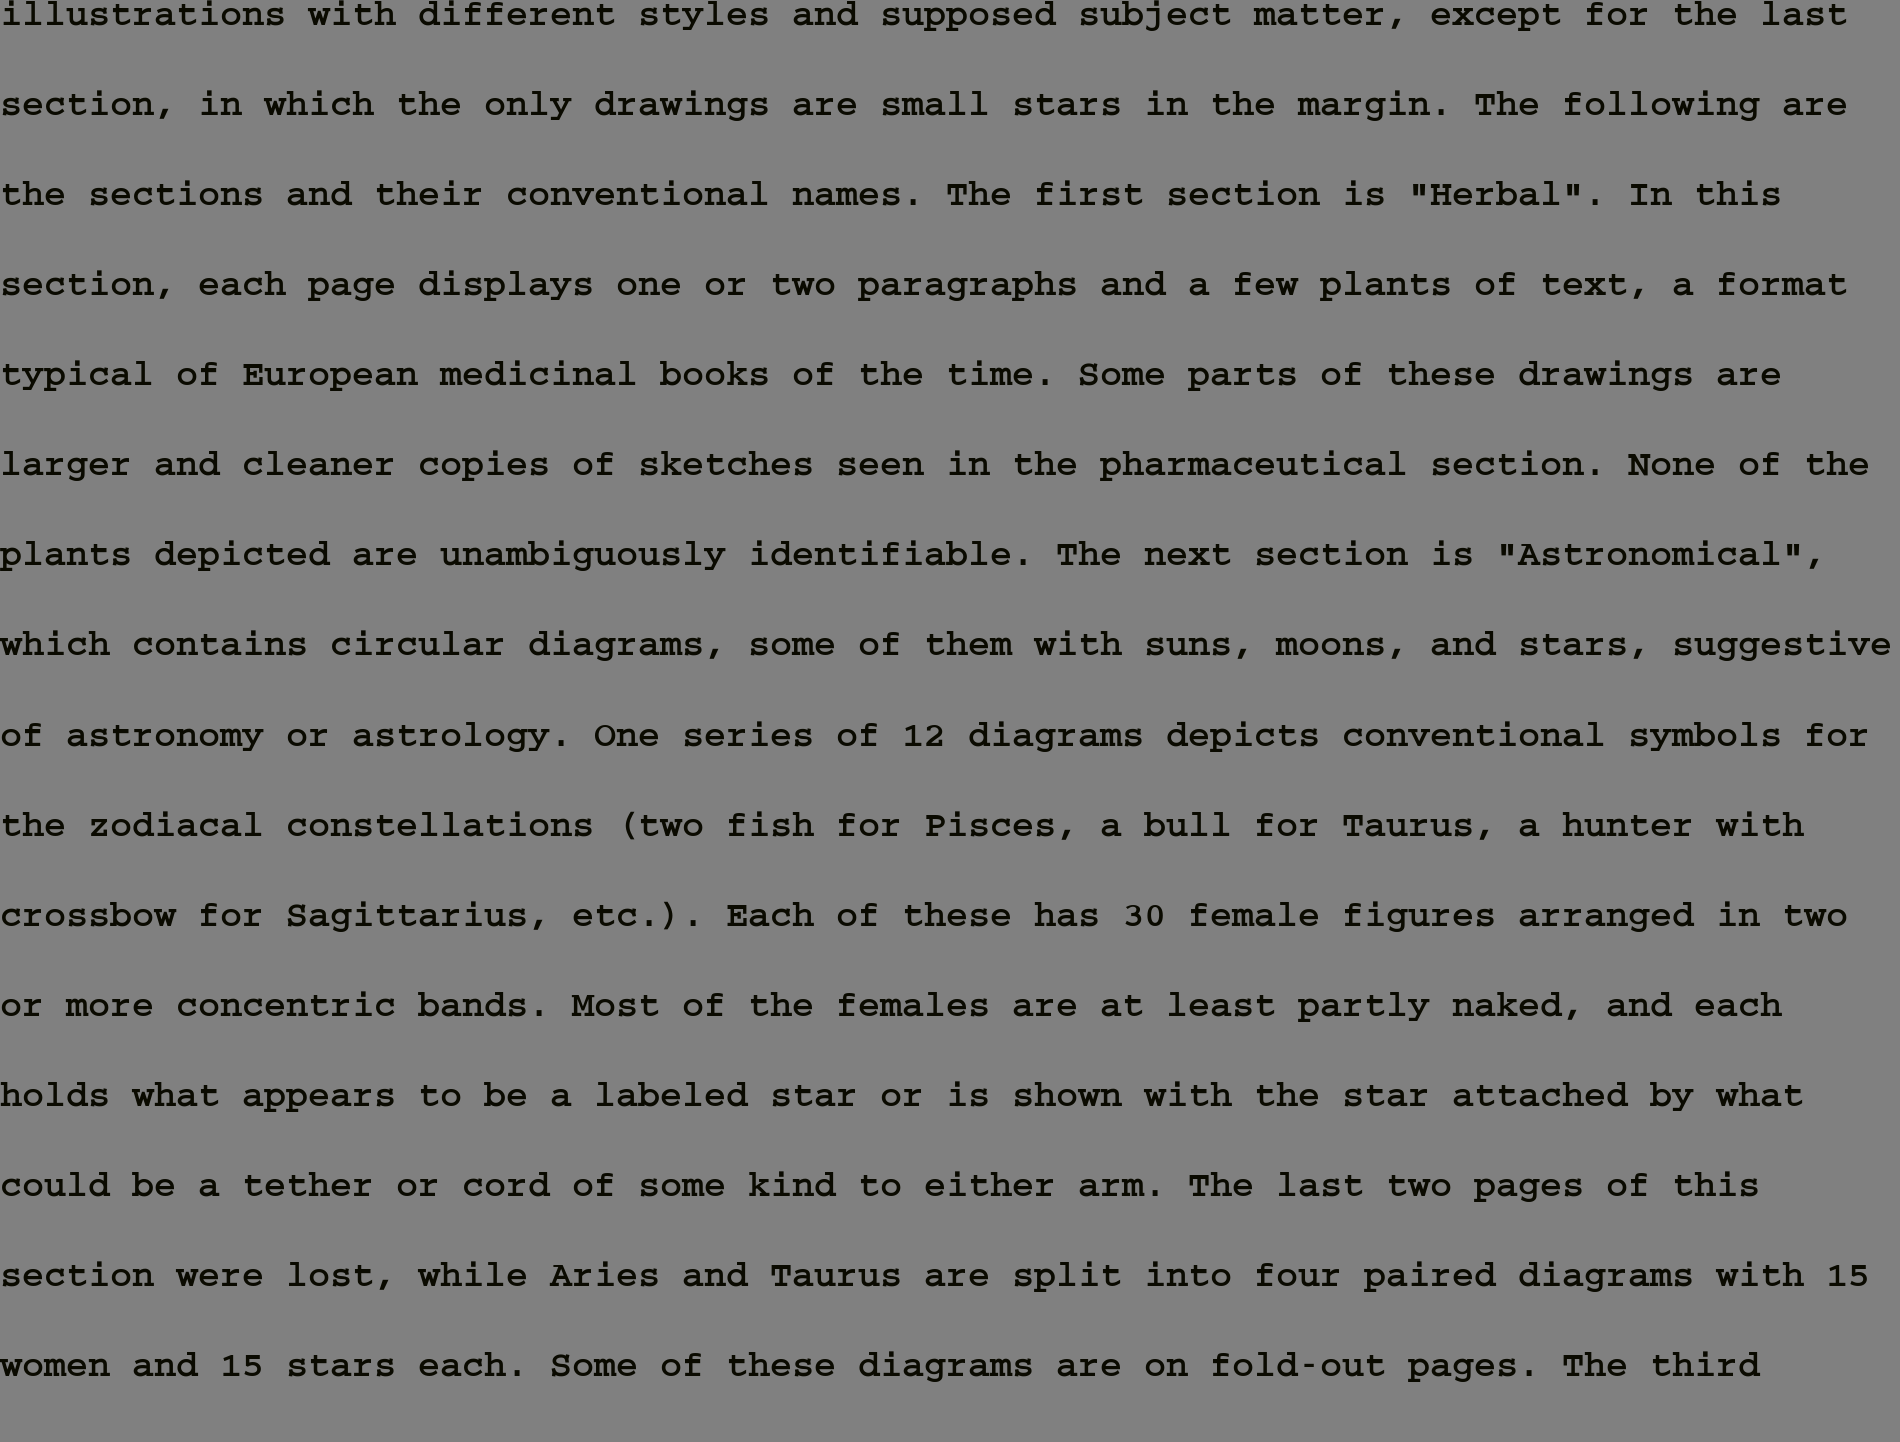 illustrations with different styles and supposed subject matter, except for the last
section, in which the only drawings are small stars in the margin. The following are
the sections and their conventional names. The first section is "Herbal". In this
section, each page displays one or two paragraphs and a few plants of text, a format
typical of European medicinal books of the time. Some parts of these drawings are
larger and cleaner copies of sketches seen in the pharmaceutical section. None of the
plants depicted are unambiguously identifiable. The next section is "Astronomical",
which contains circular diagrams, some of them with suns, moons, and stars, suggestive
of astronomy or astrology. One series of 12 diagrams depicts conventional symbols for
the zodiacal constellations (two fish for Pisces, a bull for Taurus, a hunter with
crossbow for Sagittarius, etc.). Each of these has 30 female figures arranged in two
or more concentric bands. Most of the females are at least partly naked, and each
holds what appears to be a labeled star or is shown with the star attached by what
could be a tether or cord of some kind to either arm. The last two pages of this
section were lost, while Aries and Taurus are split into four paired diagrams with 15
women and 15 stars each. Some of these diagrams are on fold-out pages. The third